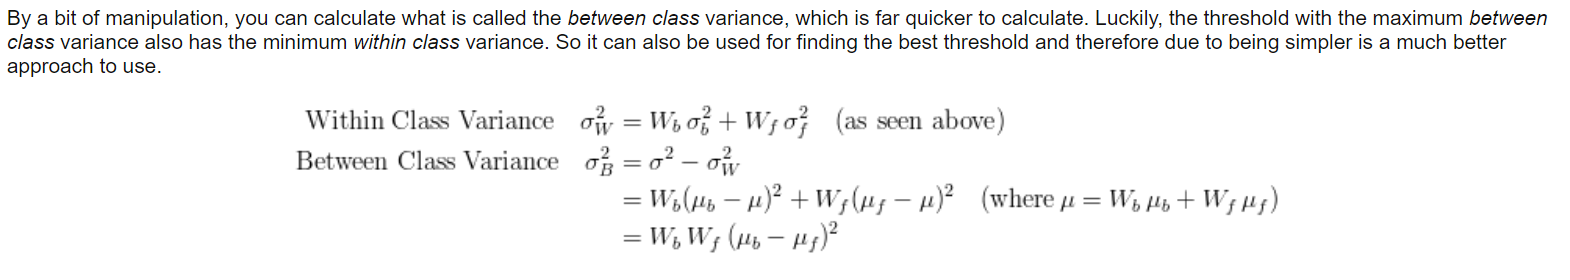 By a bit of manipulation, you can calculate what is called the between class variance, which is far quicker to calculate. Luckily, the threshold with the maximum between
class variance also has the minimum within class variance. So it can also be used for finding the best threshold and therefore due to being simpler is a much better
approach to use.
Within Class Variance σ²_W = W_b σ²_b + W_f σ²_f (as seen above)
Between Class Variance σ²_B = σ² − σ²_W
= W_b(μ_b − μ)² + W_f(μ_f − μ)² (where μ = W_b μ_b + W_f μ_f)
= W_b W_f (μ_b − μ_f)²